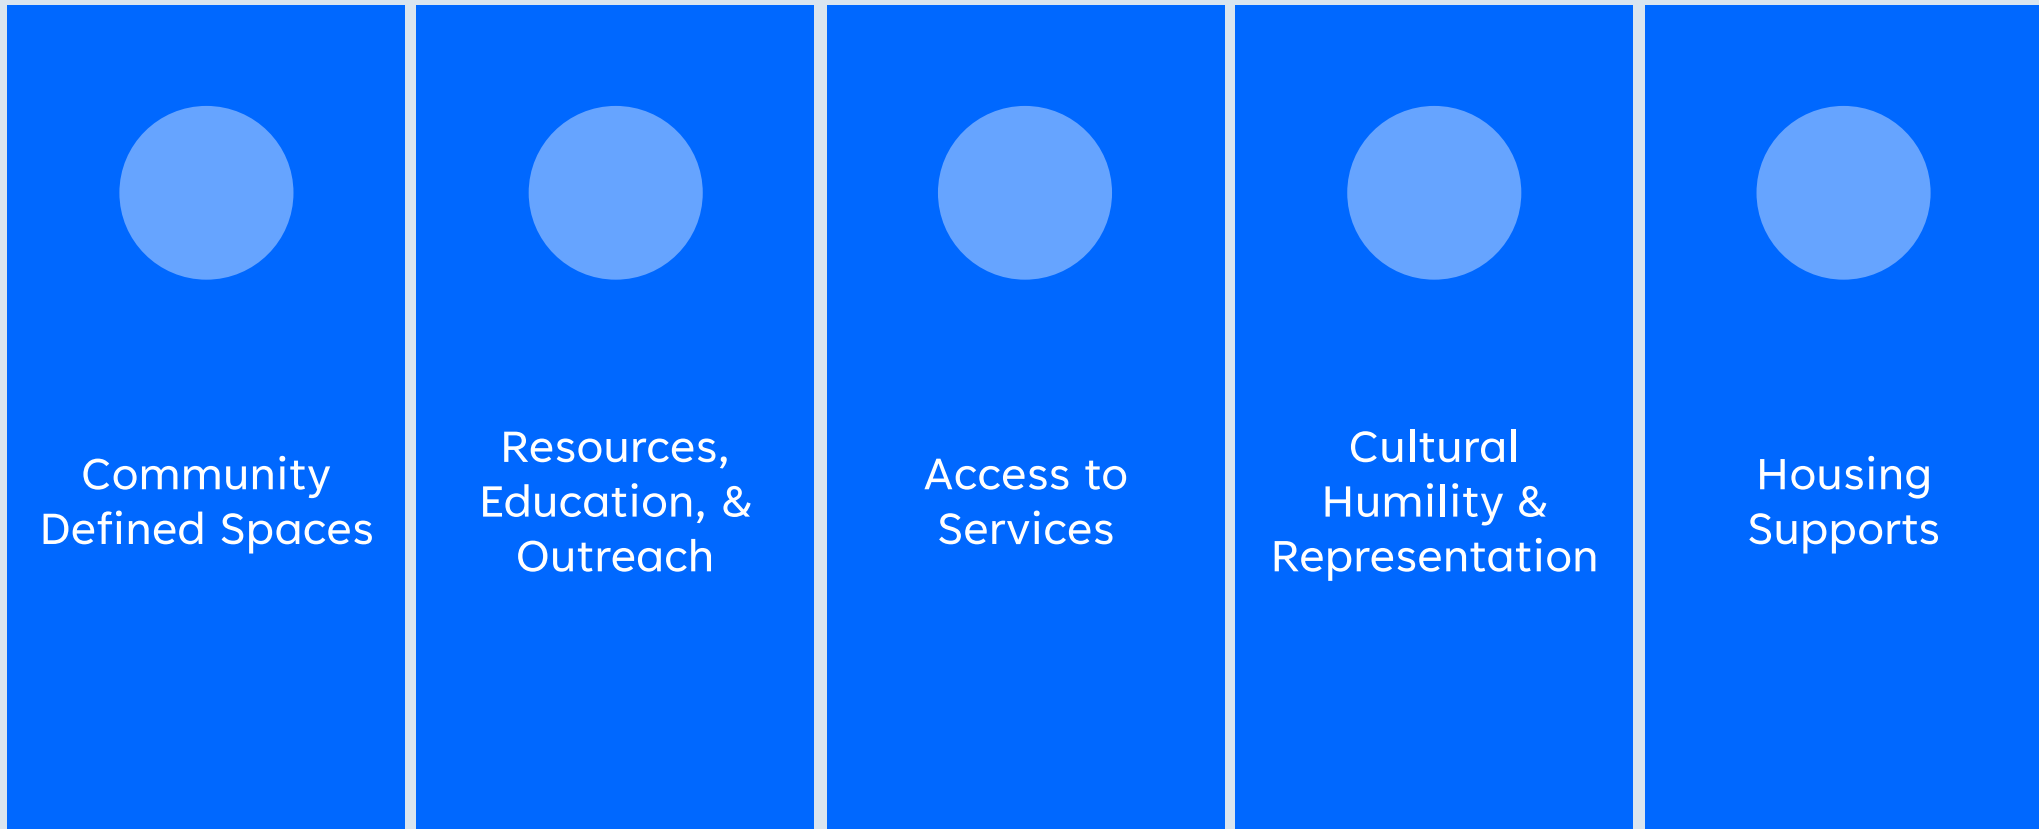 Community
Defined Spaces
Resources,
Education, &
Outreach
Access to
Services
Cultural
Humility &
Representation
Housing
Supports